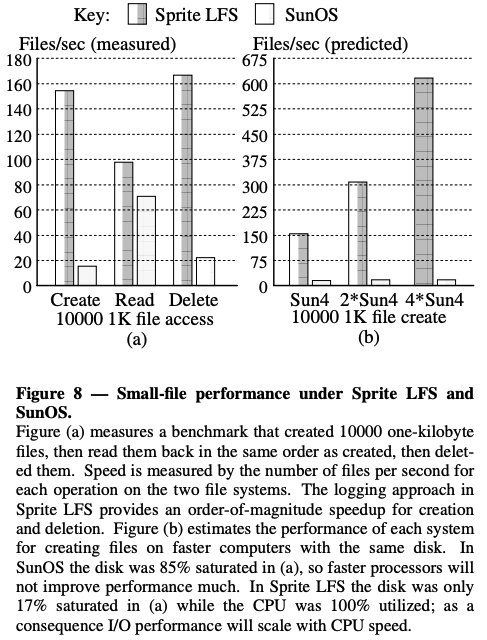 Key: Sprite LFS SunOS
Files/sec (measured) Files/sec (predicted)
180 675
160 600
140 525
120 450
100 375
80 300
60 225
40 150
20 75
0 0
Create Read Delete Sun4 2*Sun4 4*Sun4
10000 1K file access 10000 1K file create
(a) (b)
Figure 8 — Small-file performance under Sprite LFS and
SunOS.
Figure (a) measures a benchmark that created 10000 one-kilobyte
files, then read them back in the same order as created, then delet-
ed them. Speed is measured by the number of files per second for
each operation on the two file systems. The logging approach in
Sprite LFS provides an order-of-magnitude speedup for creation
and deletion. Figure (b) estimates the performance of each system
for creating files on faster computers with the same disk. In
SunOS the disk was 85% saturated in (a), so faster processors will
not improve performance much. In Sprite LFS the disk was only
17% saturated in (a) while the CPU was 100% utilized; as a
consequence I/O performance will scale with CPU speed.